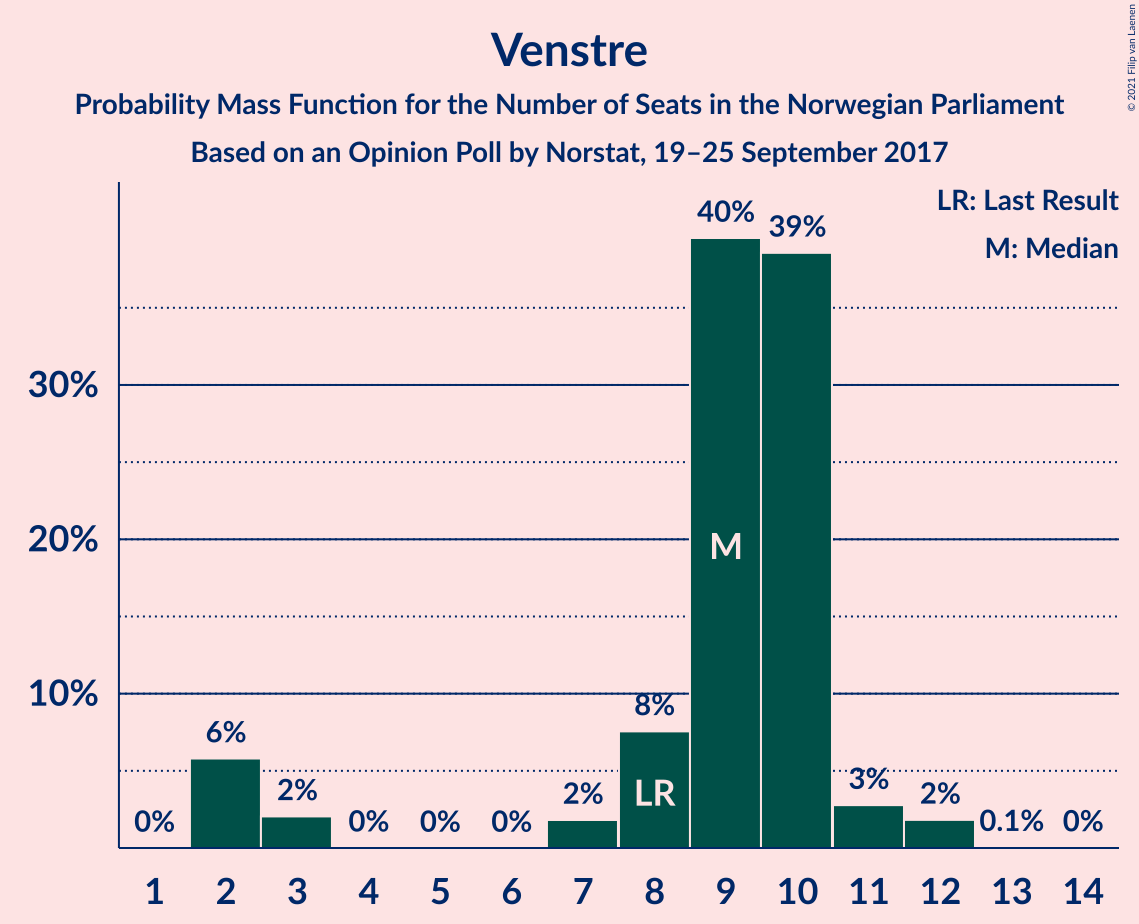 Venstre
Probability Mass Function for the Number of Seats in the Norwegian Parliament
Based on an Opinion Poll by Norstat, 19–25 September 2017
© 2021 Filip van Laenen
LR: Last Result
M: Median
30%
20%
10%
0%
6%
2%
0%
0%
0%
2%
8%
40%
39%
3%
2%
0.1%
0%
LR
M
1 2 3 4 5 6 7 8 9 10 11 12 13 14